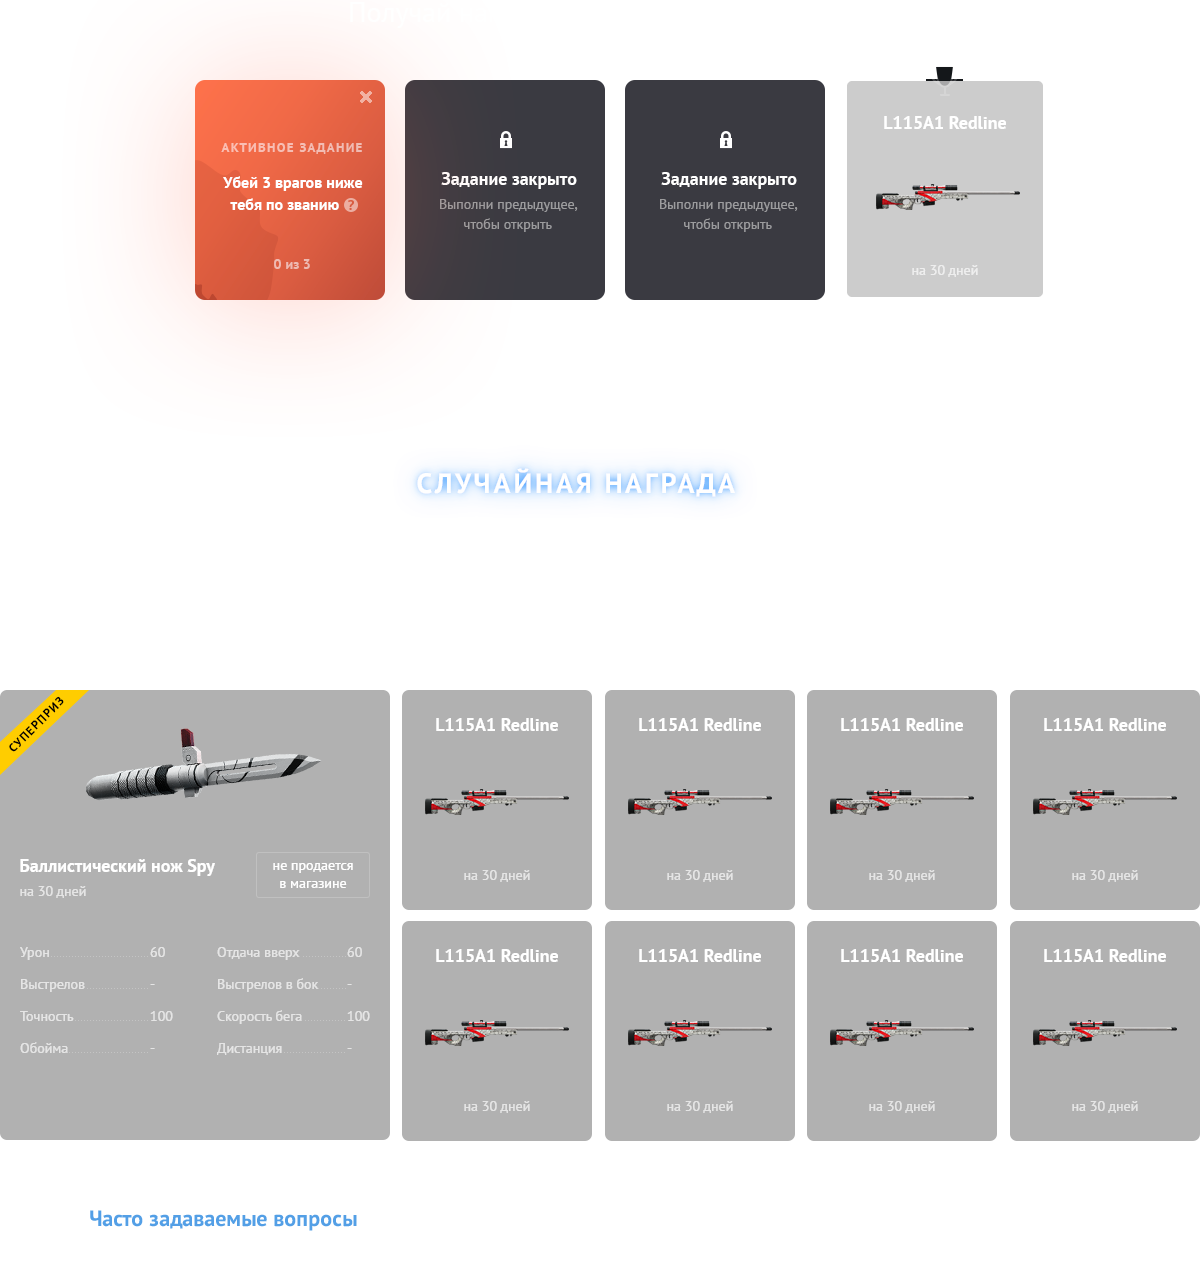 АКТИВНОЕ ЗАДАНИЕ
Убей 3 врагов ниже
тебя по званию ?
0 из 3
Задание закрыто
Выполни предыдущее,
чтобы открыть
Задание закрыто
Выполни предыдущее,
чтобы открыть
L115A1 Redline
на 30 дней
СЛУЧАЙНАЯ НАГРАДА
СУПЕРПРИЗ
Баллистический нож Spy
на 30 дней
не продается
в магазине
Урон 60
Выстрелов -
Точность 100
Обойма -
Отдача вверх 60
Выстрелов в бок -
Скорость бега 100
Дистанция -
L115A1 Redline
на 30 дней
L115A1 Redline
на 30 дней
L115A1 Redline
на 30 дней
L115A1 Redline
на 30 дней
L115A1 Redline
на 30 дней
L115A1 Redline
на 30 дней
L115A1 Redline
на 30 дней
L115A1 Redline
на 30 дней
Часто задаваемые вопросы